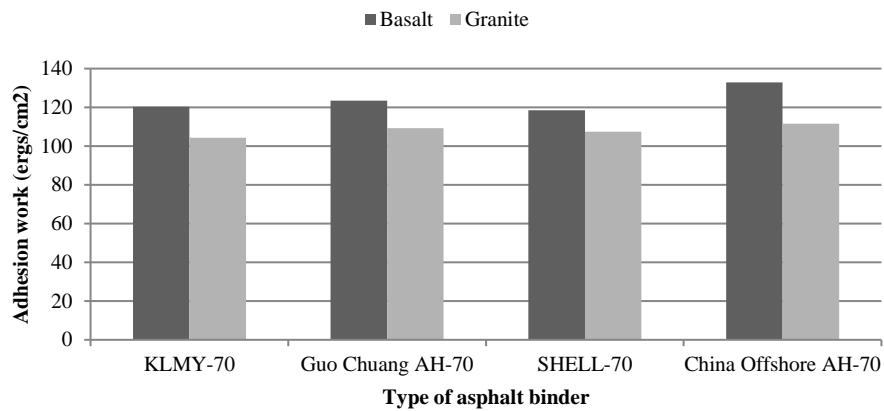 Basalt Granite
140
120
100
80
60
40
20
0
Adhesion work (ergs/cm2)
KLMY-70 Guo Chuang AH-70 SHELL-70 China Offshore AH-70
Type of asphalt binder